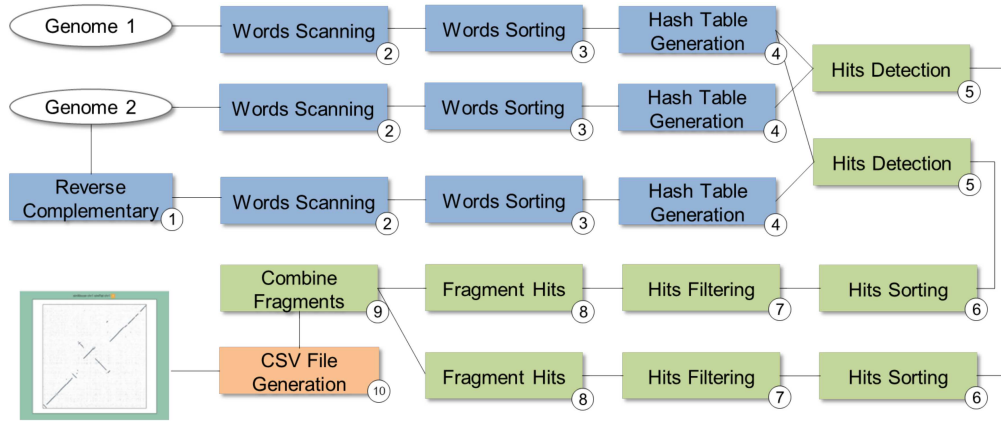 Genome 1
Words Scanning
2
Words Sorting
3
Hash Table
Generation
4
Hits Detection
5
Genome 2
Words Scanning
2
Words Sorting
3
Hash Table
Generation
4
Hits Detection
5
Reverse
Complementary
1
Words Scanning
2
Words Sorting
3
Hash Table
Generation
4
Combine
Fragments
9
Fragment Hits
8
Hits Filtering
7
Hits Sorting
6
CSV File
Generation
10
Fragment Hits
8
Hits Filtering
7
Hits Sorting
6